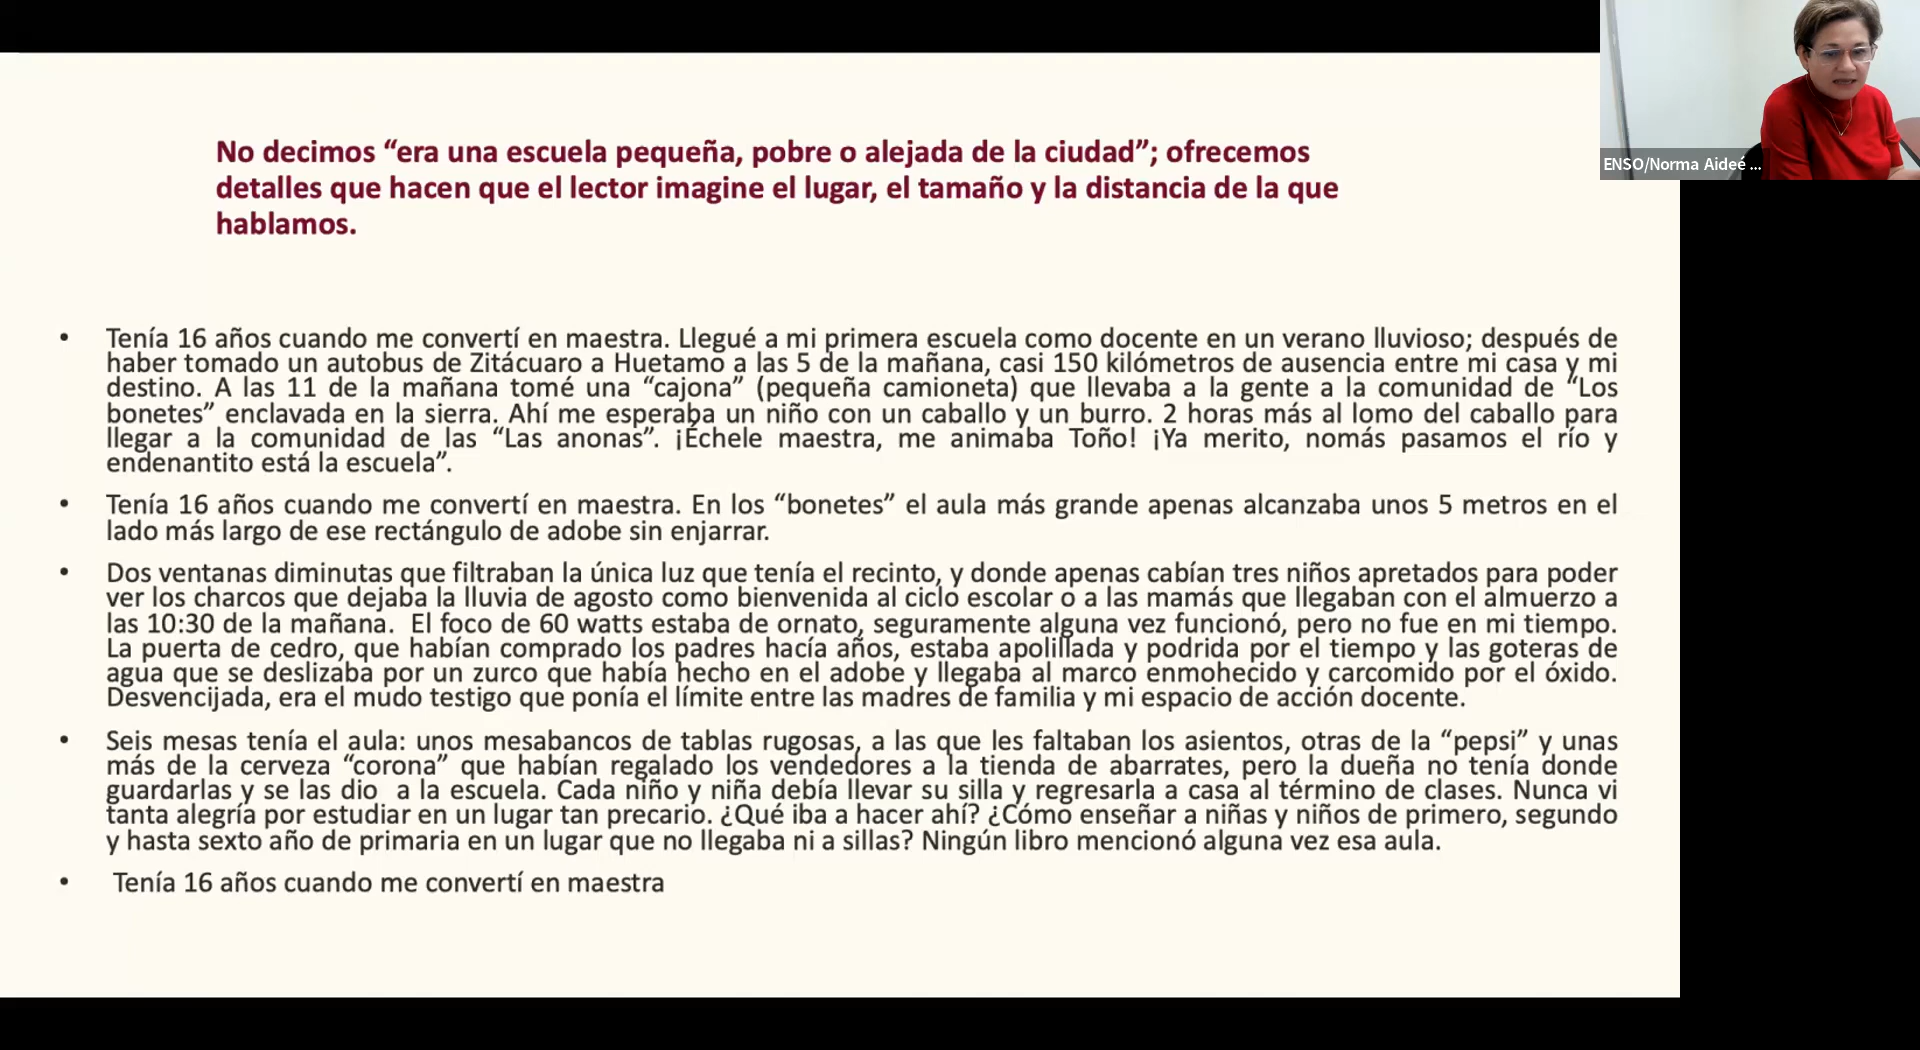 No decimos “era una escuela pequeña, pobre o alejada de la ciudad”; ofrecemos
detalles que hacen que el lector imagine el lugar, el tamaño y la distancia de la que
hablamos.
• Tenía 16 años cuando me convertí en maestra. Llegué a mi primera escuela como docente en un verano lluvioso; después de
haber tomado un autobus de Zitácuaro a Huetamo a las 5 de la mañana, casi 150 kilómetros de ausencia entre mi casa y mi
destino. A las 11 de la mañana tomé una “cajona” (pequeña camioneta) que llevaba a la gente a la comunidad de “Los
bonetes” enclavada en la sierra. Ahí me esperaba un niño con un caballo y un burro. 2 horas más al lomo del caballo para
llegar a la comunidad de las “Las anonas”. ¡Échele maestra, me animaba Toño! ¡Ya merito, nomás pasamos el río y
endenantito está la escuela”.
• Tenía 16 años cuando me convertí en maestra. En los “bonetes” el aula más grande apenas alcanzaba unos 5 metros en el
lado más largo de ese rectángulo de adobe sin enjarrar.
• Dos ventanas diminutas que filtraban la única luz que tenía el recinto, y donde apenas cabían tres niños apretados para poder
ver los charcos que dejaba la lluvia de agosto como bienvenida al ciclo escolar o a las mamás que llegaban con el almuerzo a
las 10:30 de la mañana. El foco de 60 watts estaba de ornato, seguramente alguna vez funcionó, pero no fue en mi tiempo.
La puerta de cedro, que habían comprado los padres hacía años, estaba apolillada y podrida por el tiempo y las goteras de
agua que se deslizaba por un zurco que había hecho en el adobe y llegaba al marco enmohecido y carcomido por el óxido.
Desvencijada, era el mudo testigo que ponía el límite entre las madres de familia y mi espacio de acción docente.
• Seis mesas tenía el aula: unos mesabancos de tablas rugosas, a las que les faltaban los asientos, otras de la “pepsi” y unas
más de la cerveza “corona” que habían regalado los vendedores a la tienda de abarrates, pero la dueña no tenía donde
guardarlas y se las dio a la escuela. Cada niño y niña debía llevar su silla y regresarla a casa al término de clases. Nunca vi
tanta alegría por estudiar en un lugar tan precario. ¿Qué iba a hacer ahí? ¿Cómo enseñar a niñas y niños de primero, segundo
y hasta sexto año de primaria en un lugar que no llegaba ni a sillas? Ningún libro mencionó alguna vez esa aula.
• Tenía 16 años cuando me convertí en maestra
ENSO/Norma Aideé ...